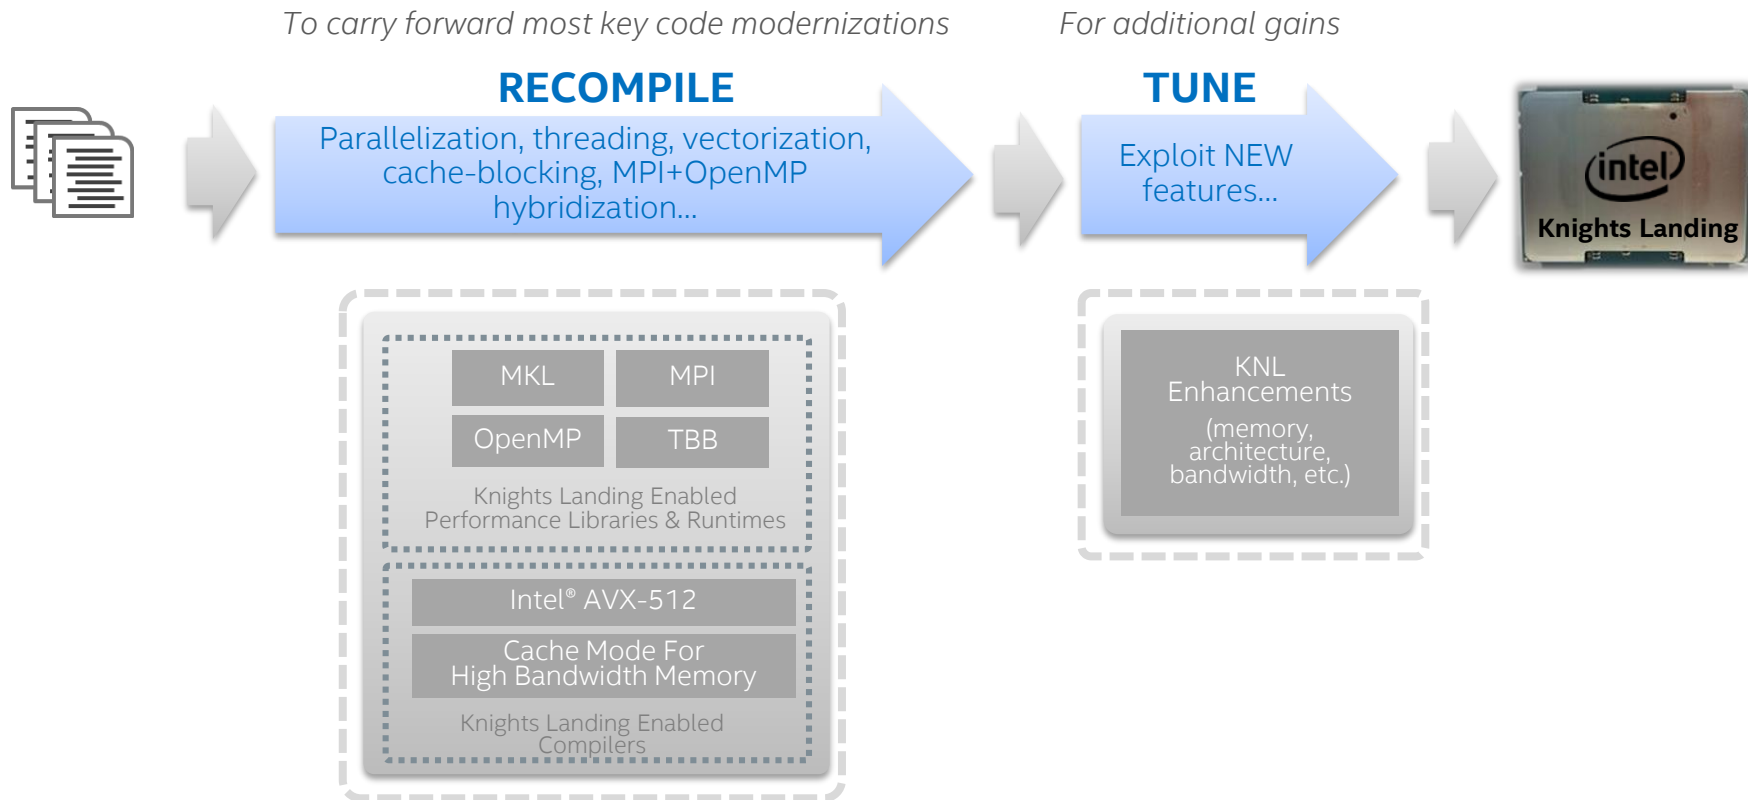 To carry forward most key code modernizations
For additional gains
RECOMPILE
Parallelization, threading, vectorization,
cache-blocking, MPI+OpenMP
hybridization...
TUNE
Exploit NEW
features...
intel
Knights Landing
MKL
MPI
OpenMP
TBB
Knights Landing Enabled
Performance Libraries & Runtimes
Intel® AVX-512
Cache Mode For
High Bandwidth Memory
Knights Landing Enabled
Compilers
KNL
Enhancements
(memory,
architecture,
bandwidth, etc.)